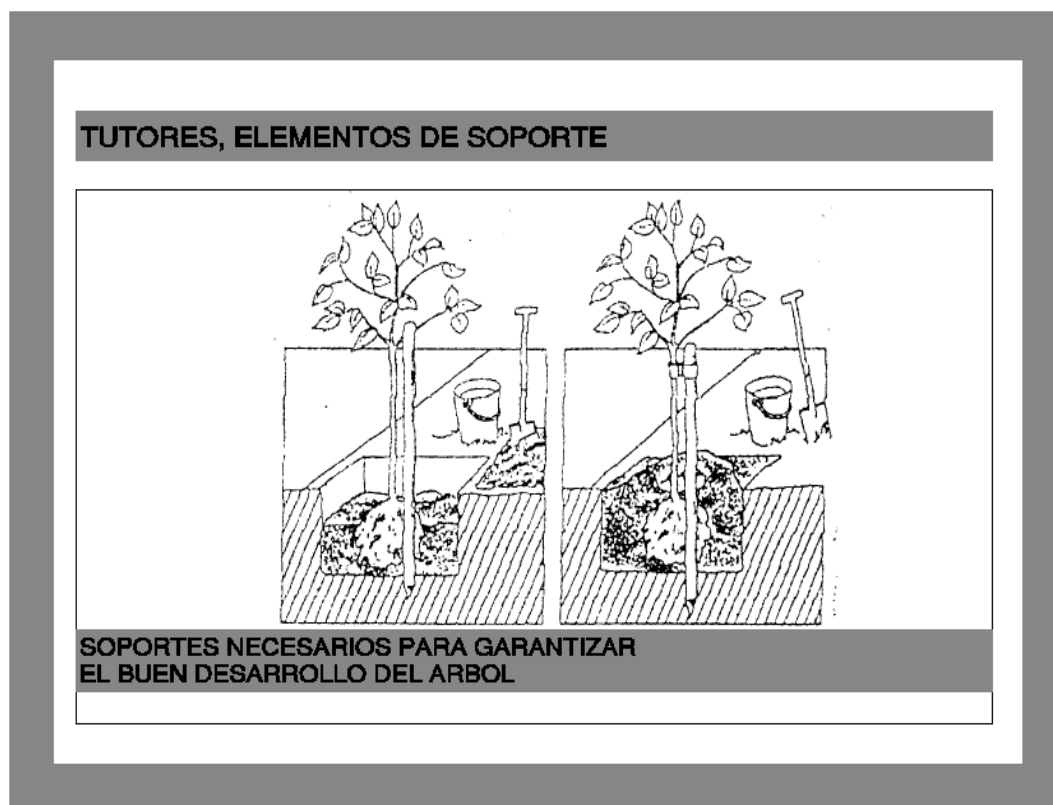 TUTORES, ELEMENTOS DE SOPORTE
SOPORTES NECESARIOS PARA GARANTIZAR
EL BUEN DESARROLLO DEL ARBOL